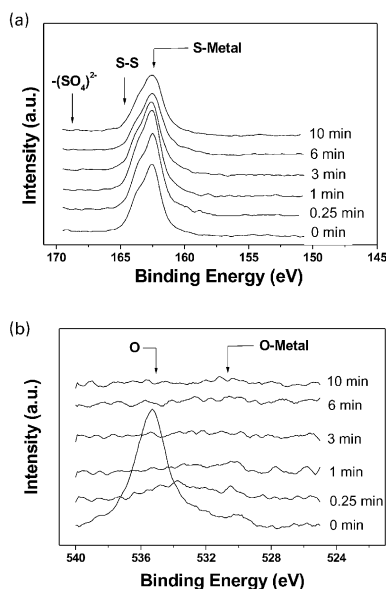 (a)
S-Metal
S-S
-(SO₄)²⁻
10 min
6 min
3 min
1 min
0.25 min
0 min
Intensity (a.u.)
170 165 160 155 150 145
Binding Energy (eV)
(b)
O O-Metal
10 min
6 min
3 min
1 min
0.25 min
0 min
Intensity (a.u.)
540 536 532 528 524
Binding Energy (eV)